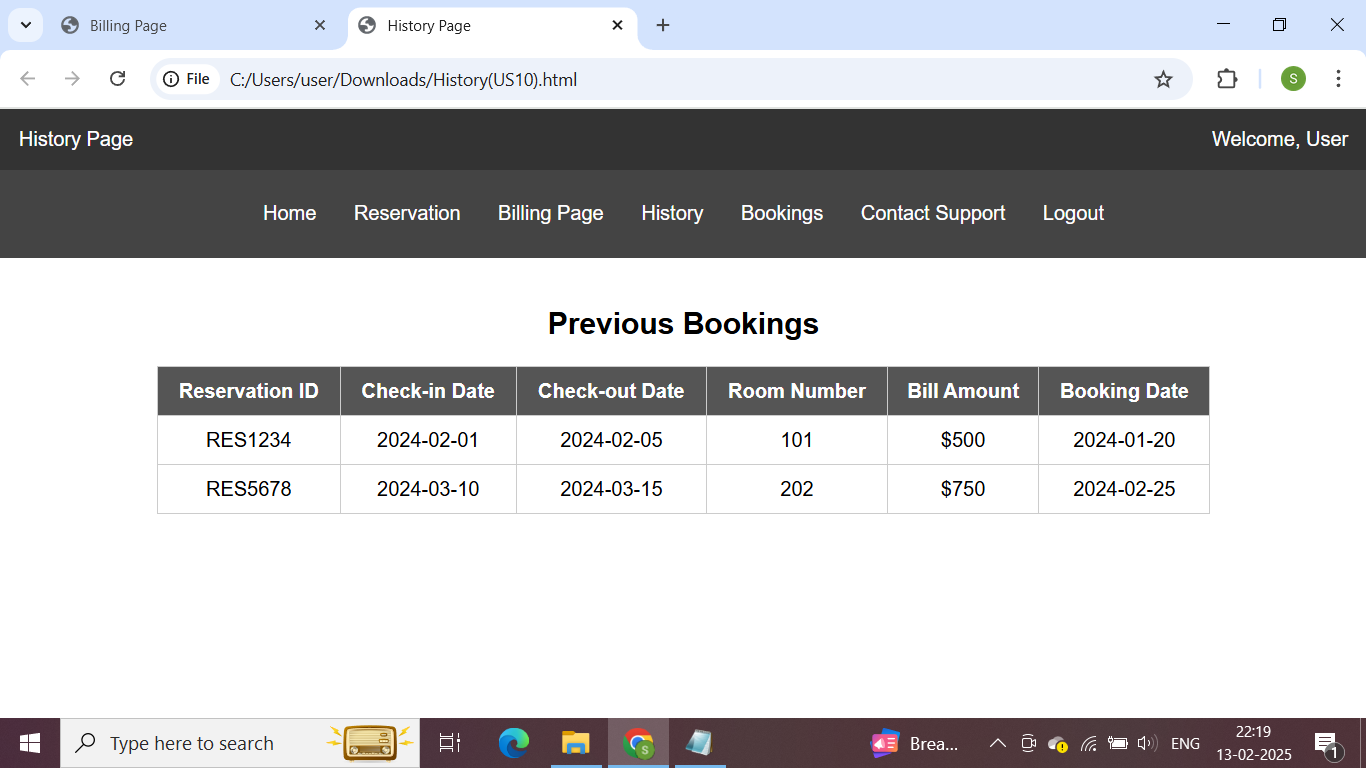 Billing Page
History Page
File
C:/Users/user/Downloads/History(US10).html
S
History Page
Welcome, User
Home Reservation Billing Page History Bookings Contact Support Logout
Previous Bookings
Reservation ID Check-in Date Check-out Date Room Number Bill Amount Booking Date
RES1234 2024-02-01 2024-02-05 101 $500 2024-01-20
RES5678 2024-03-10 2024-03-15 202 $750 2024-02-25
Type here to search
S
Brea...
ENG
22:19
13-02-2025
1